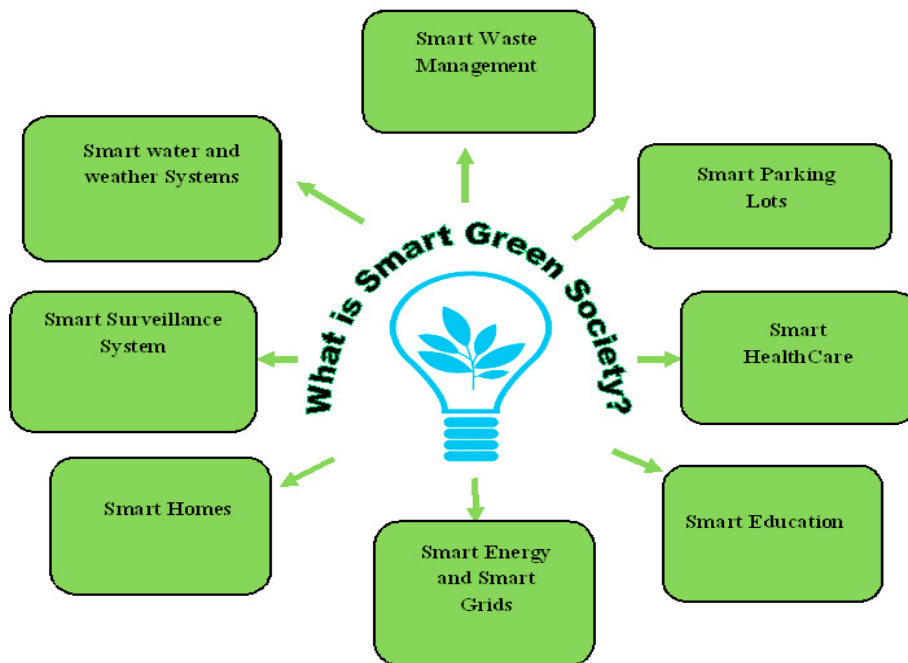 Smart Waste
Management
Smart water and
weather Systems
Smart Parking
Lots
What is Smart Green Society?
Smart Surveillance
System
Smart
HealthCare
Smart Homes
Smart Education
Smart Energy
and Smart
Grids